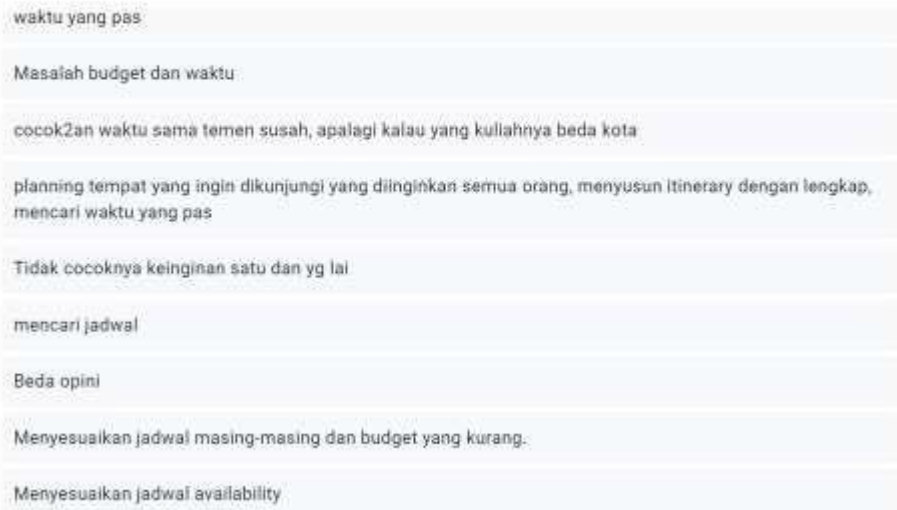 waktu yang pas
Masalah budget dan waktu
cocok2an waktu sama temen susah, apalagi kalau yang kuliahnya beda kota
planning tempat yang ingin dikunjungi yang diinginkan semua orang, menyusun itinerary dengan lengkap,
mencari waktu yang pas
Tidak cocoknya keinginan satu dan yg lai
mencari jadwal
Beda opini
Menyesuaikan jadwal masing-masing dan budget yang kurang.
Menyesuaikan jadwal availability